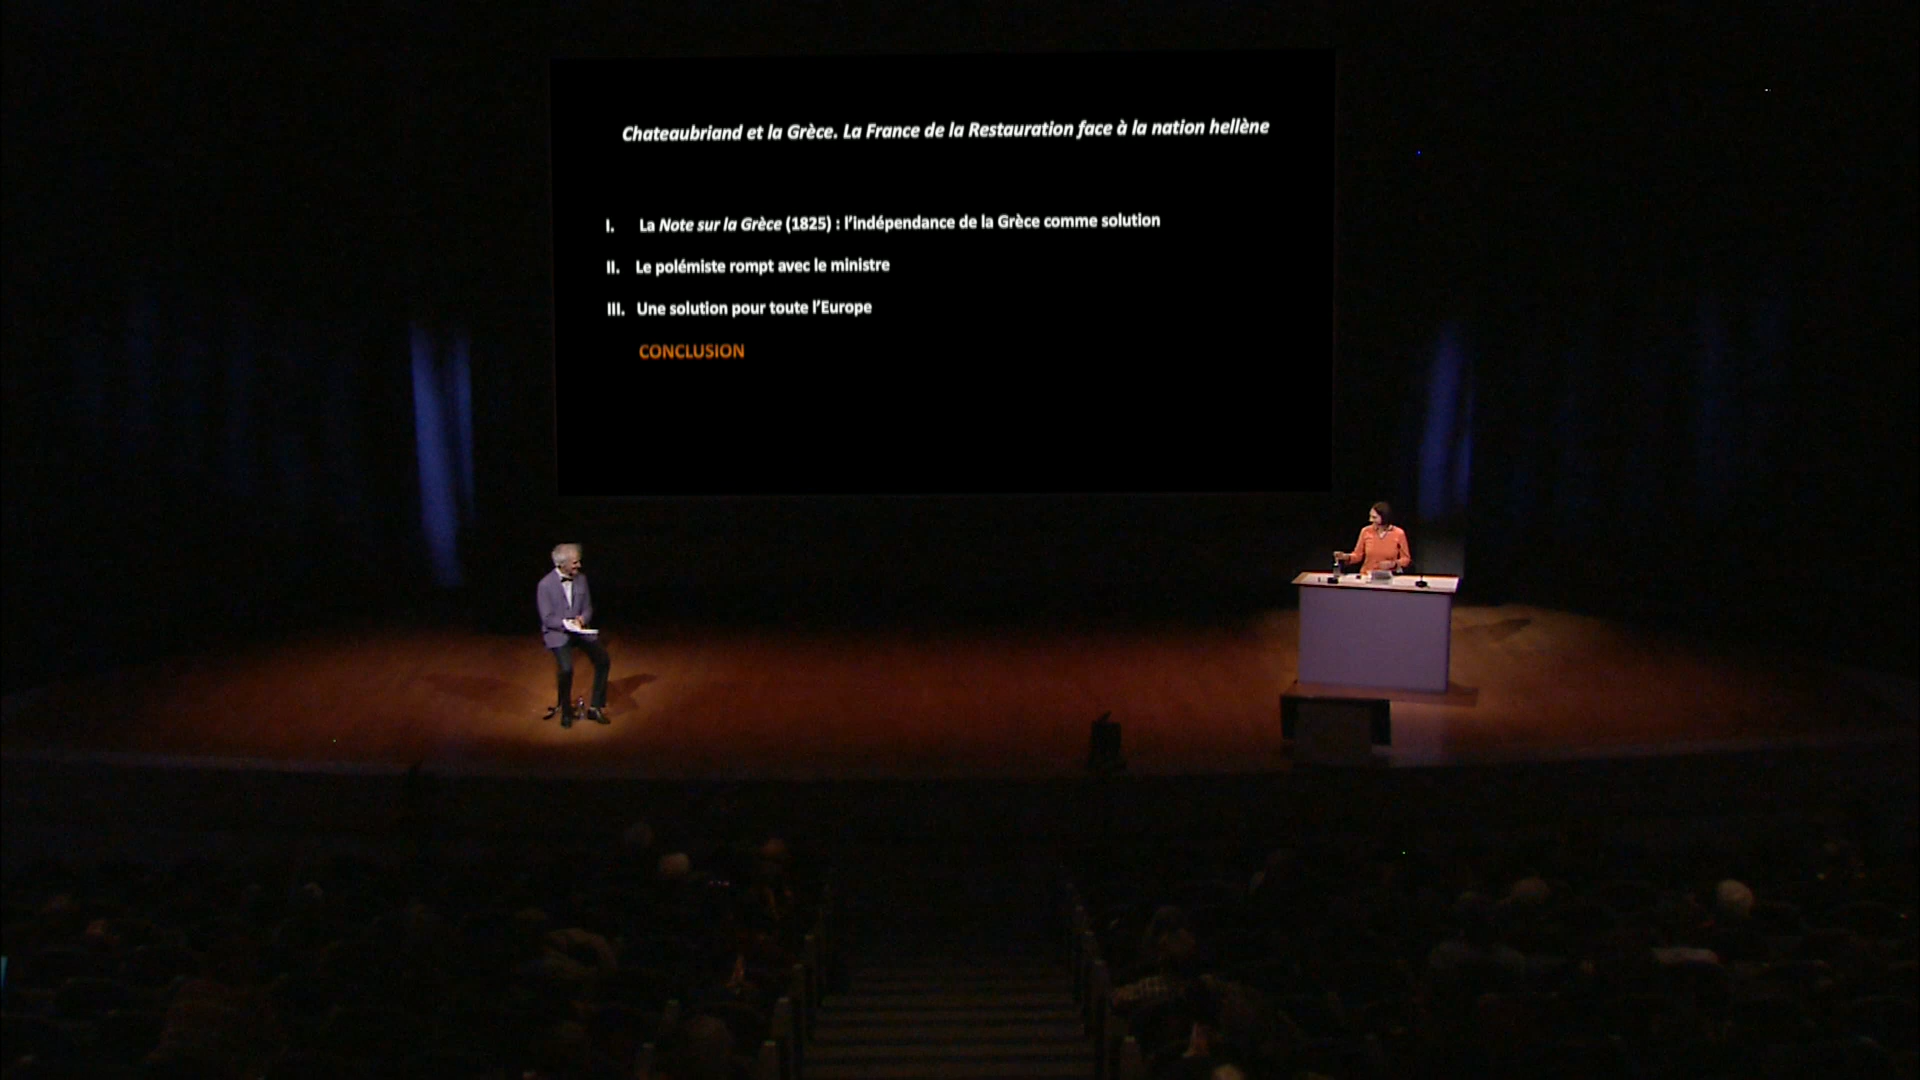 Chateaubriand et la Grèce. La France de la Restauration face à la nation hellène
I. La Note sur la Grèce (1825) : l’indépendance de la Grèce comme solution
II. Le polémiste rompt avec le ministre
III. Une solution pour toute l’Europe
CONCLUSION